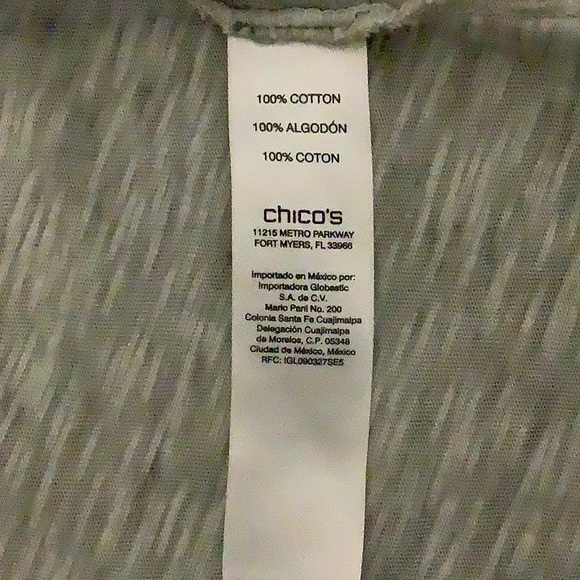 100% COTTON
100% ALGODÓN
100% COTON
chico's
11215 METRO PARKWAY
FORT MYERS, FL 33966
Importado en México por:
Importadora Globastic
S.A. de C.V.
Mario Pani No. 200
Colonia Santa Fe Cuajimalpa
Delegación Cuajimalpa
de Morelos, C.P. 05348
Ciudad de México, México
RFC: IGL090327SE5